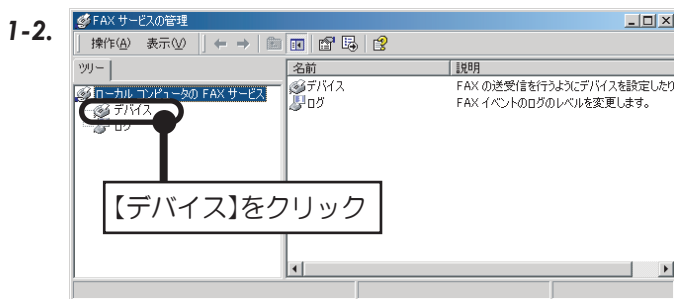 1-2.
FAX サービスの管理
操作(A) 表示(V)
ツリー
ローカル コンピュータの FAX サービス
デバイス
ログ
名前 説明
デバイス FAX の送受信を行うようにデバイスを設定したり
ログ FAX イベントのログのレベルを変更します。
【デバイス】をクリック